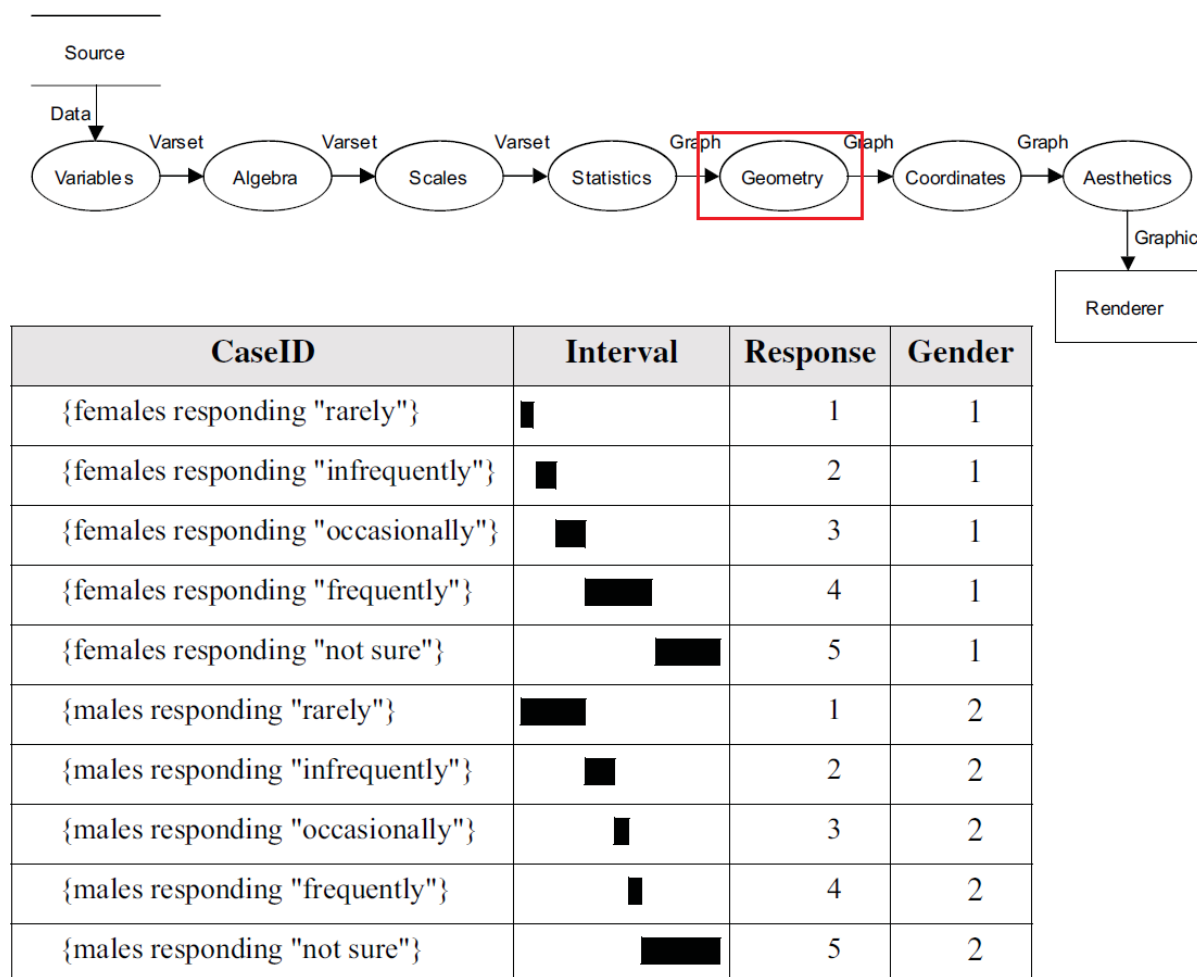 Source
Data
Varset Varset Varset Graph Graph Graph
Variables Algebra Scales Statistics Geometry Coordinates Aesthetics
Graphic
Renderer
CaseID Interval Response Gender
{females responding "rarely"} 1 1
{females responding "infrequently"} 2 1
{females responding "occasionally"} 3 1
{females responding "frequently"} 4 1
{females responding "not sure"} 5 1
{males responding "rarely"} 1 2
{males responding "infrequently"} 2 2
{males responding "occasionally"} 3 2
{males responding "frequently"} 4 2
{males responding "not sure"} 5 2